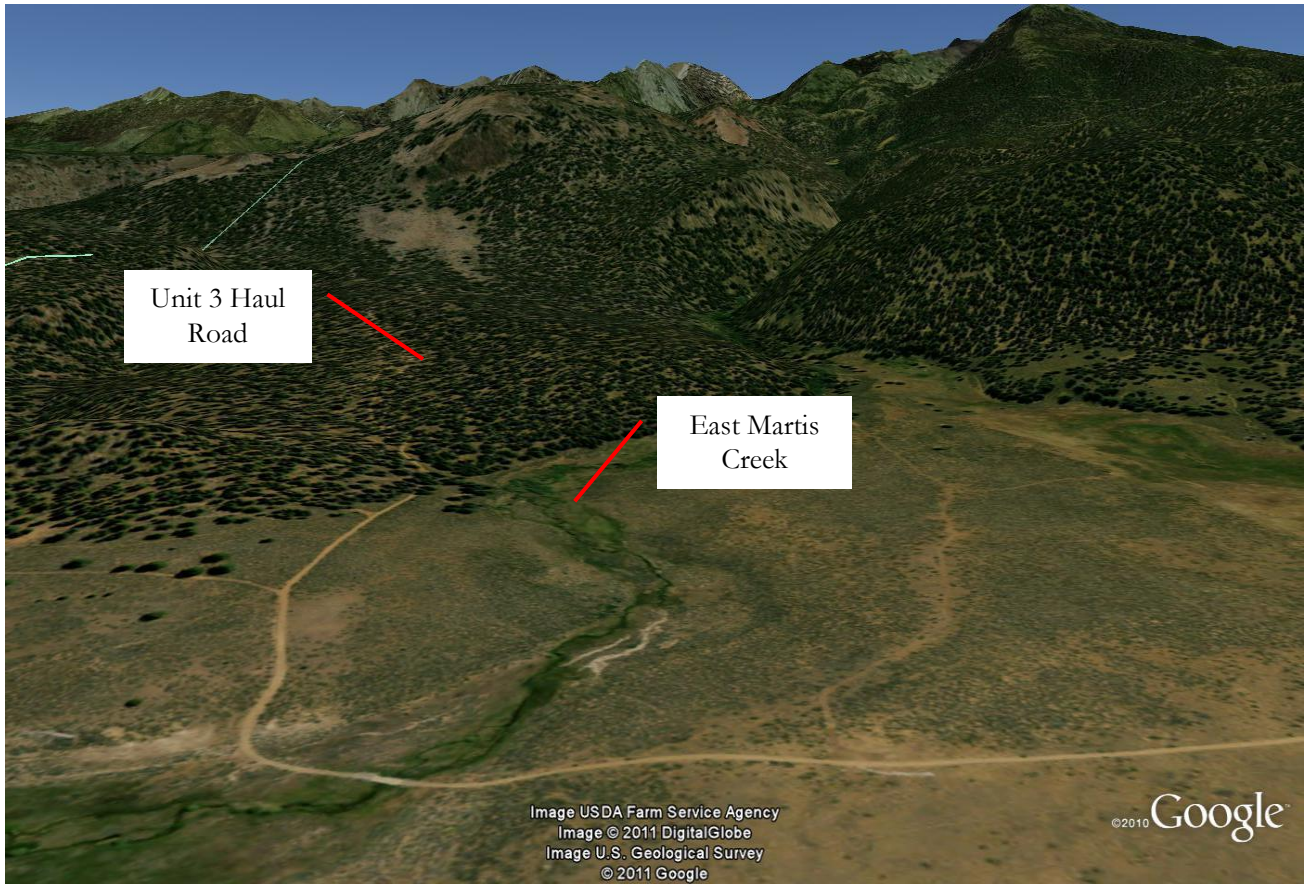 Unit 3 Haul
Road
East Martis
Creek
Image USDA Farm Service Agency
Image © 2011 DigitalGlobe
Image U.S. Geological Survey
© 2011 Google
©2010 Google